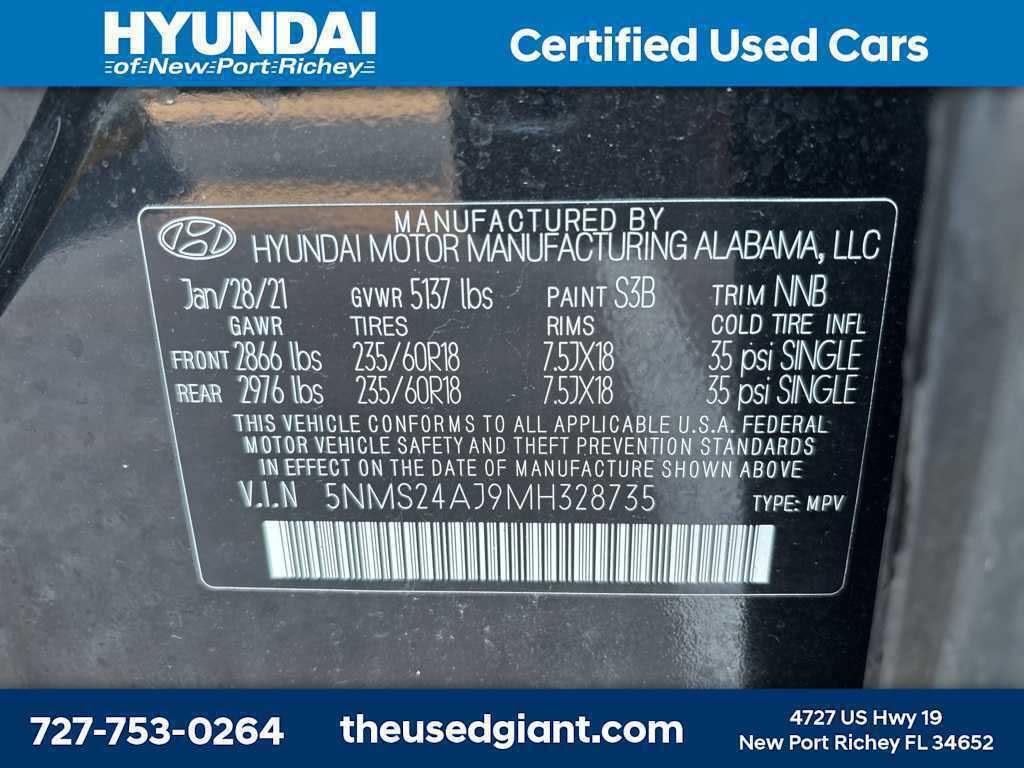 HYUNDAI
of New Port Richey
Certified Used Cars
MANUFACTURED BY
HYUNDAI MOTOR MANUFACTURING ALABAMA, LLC
Jan/28/21 GVWR 5137 lbs PAINT S3B TRIM NNB
GAWR TIRES RIMS COLD TIRE INFL
FRONT 2866 lbs 235/60R18 7.5JX18 35 psi SINGLE
REAR 2976 lbs 235/60R18 7.5JX18 35 psi SINGLE
THIS VEHICLE CONFORMS TO ALL APPLICABLE U.S.A. FEDERAL
MOTOR VEHICLE SAFETY AND THEFT PREVENTION STANDARDS
IN EFFECT ON THE DATE OF MANUFACTURE SHOWN ABOVE
V.I.N 5NMS24AJ9MH328735 TYPE: MPV
727-753-0264
theusedgiant.com
4727 US Hwy 19
New Port Richey FL 34652